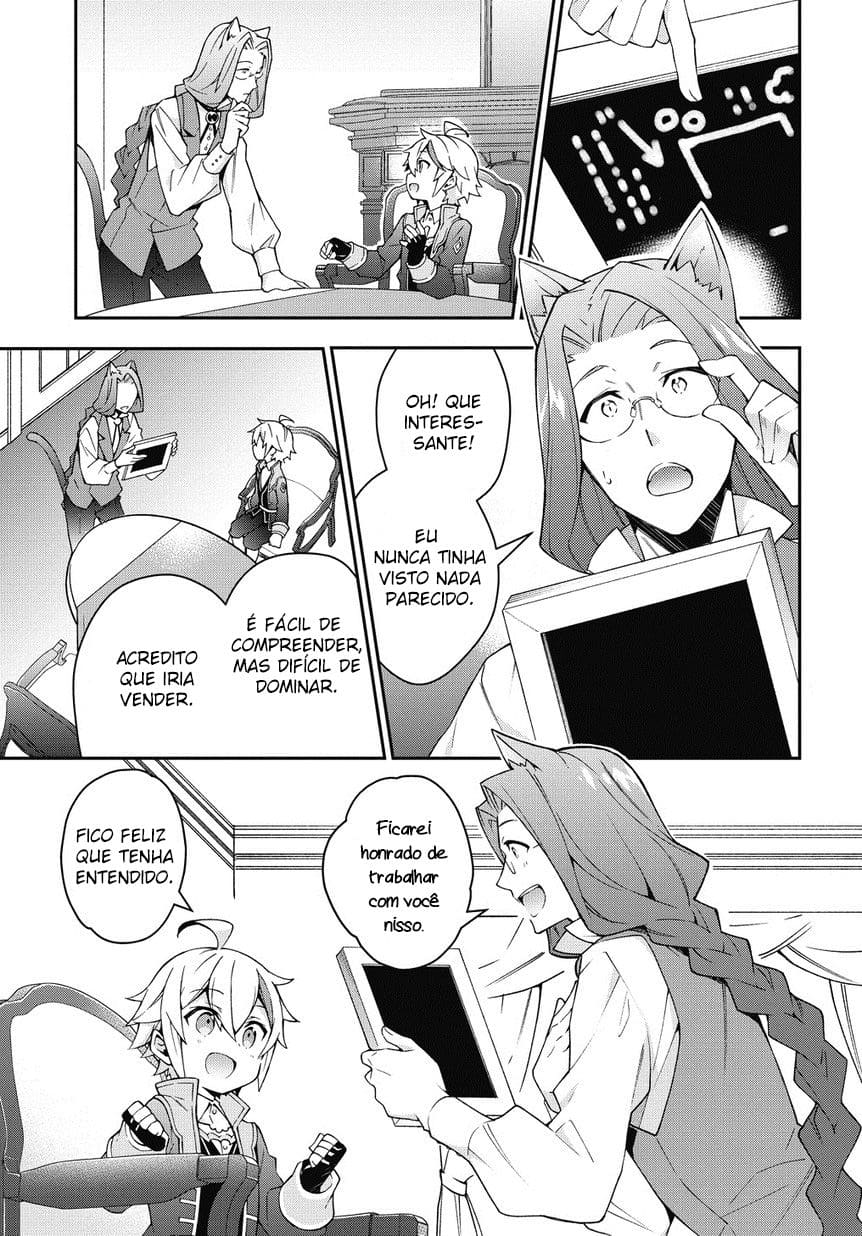 OH! QUE
INTERES-
SANTE!
EU
NUNCA TINHA
VISTO NADA
PARECIDO.
É FÁCIL DE
COMPREENDER,
MAS DIFÍCIL DE
DOMINAR.
ACREDITO
QUE IRIA
VENDER.
Ficarei
honrado de
trabalhar
com você
nisso.
FICO FELIZ
QUE TENHA
ENTENDIDO.